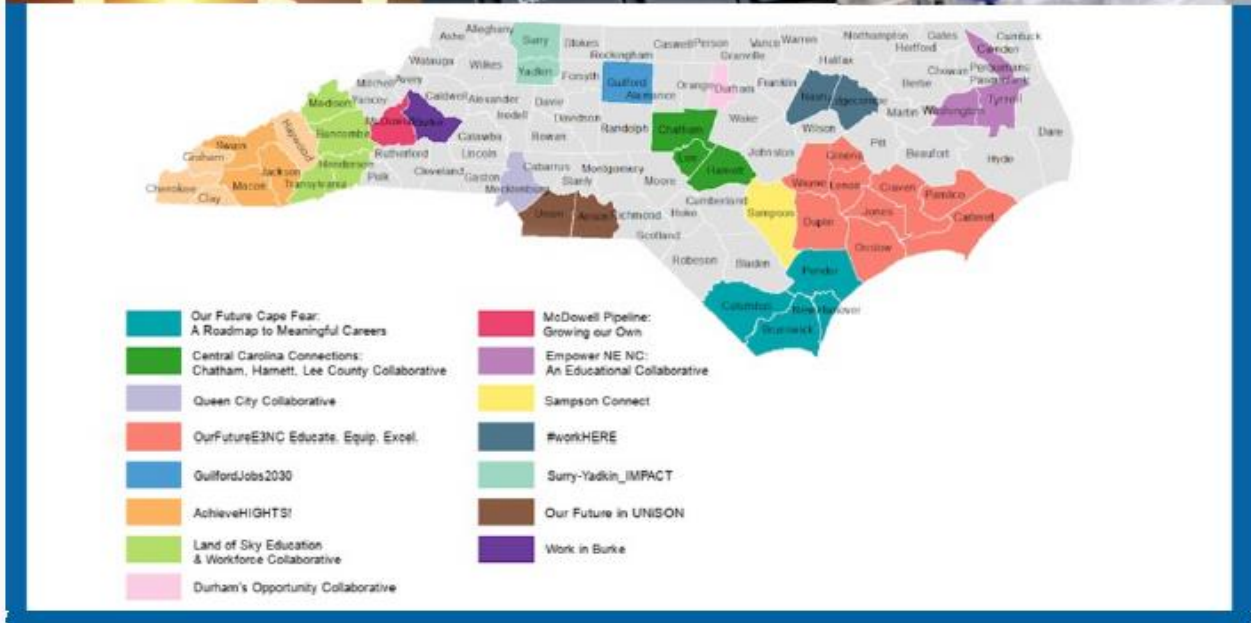 Alleghany
Ashe
Surry
Stokes
Rockingham
Caswell
Person
Granville
Vance
Warren
Northampton
Gates
Hertford
Camden
Watauga
Wilkes
Yadkin
Forsyth
Guilford
Alamance
Orange
Durham
Franklin
Halifax
Bertie
Chowan
Mitchell
Avery
Caldwell
Alexander
Davie
Iredell
Davidson
Randolph
Chatham
Wake
Nash
Edgecombe
Martin
Washington
Tyrrell
Dare
Madison
Yancey
McDowell
Burke
Catawba
Rowan
Lee
Harnett
Johnston
Wilson
Pitt
Beaufort
Hyde
Swain
Haywood
Buncombe
Rutherford
Lincoln
Cabarrus
Montgomery
Moore
Greene
Graham
Jackson
Henderson
Polk
Cleveland
Gaston
Mecklenburg
Stanly
Cumberland
Wayne
Lenoir
Craven
Pamlico
Cherokee
Macon
Transylvania
Clay
Union
Anson
Richmond
Hoke
Sampson
Duplin
Jones
Carteret
Scotland
Onslow
Robeson
Bladen
Pender
Columbus
New Hanover
Brunswick
Our Future Cape Fear:
A Roadmap to Meaningful Careers
Central Carolina Connections:
Chatham, Harnett, Lee County Collaborative
Queen City Collaborative
OurFutureE3NC Educate. Equip. Excel.
GuilfordJobs2030
AchieveHIGHTS!
Land of Sky Education
& Workforce Collaborative
Durham's Opportunity Collaborative
McDowell Pipeline:
Growing our Own
Empower NE NC:
An Educational Collaborative
Sampson Connect
#workHERE
Surry-Yadkin_IMPACT
Our Future in UNiSON
Work in Burke